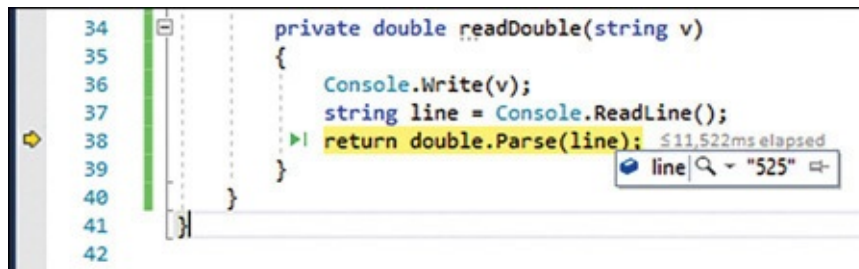 34 private double readDouble(string v)
35 {
36 Console.Write(v);
37 string line = Console.ReadLine();
38 return double.Parse(line); ≤11,522ms elapsed
39 }
line "525"
40 }
41 }
42